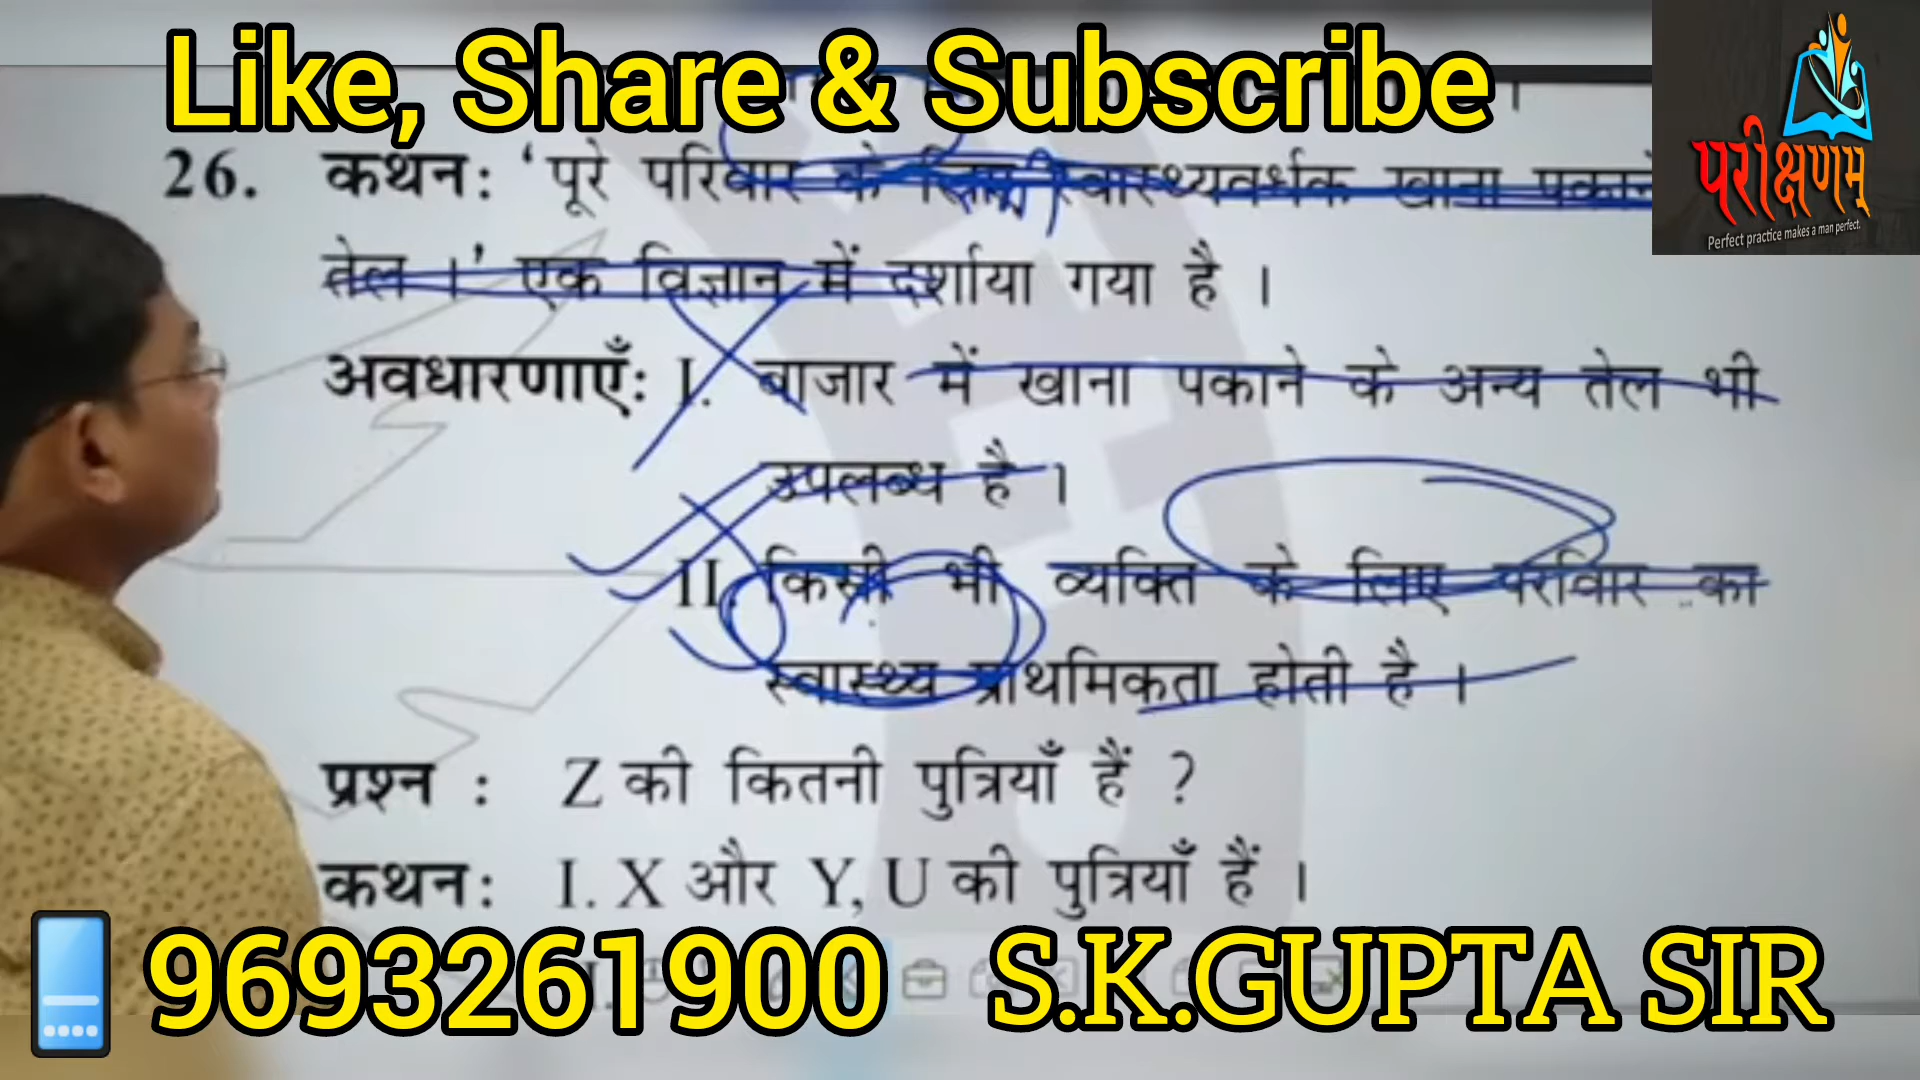 Like, Share & Subscribe
26. कथन: ‘पूरे परिवार के लिए स्वास्थ्यवर्धक खाना पकाने
तेल ।’ एक विज्ञान में दर्शाया गया है ।
अवधारणाएँ: I. बाजार में खाना पकाने के अन्य तेल भी
उपलब्ध है ।
II. किसी भी व्यक्ति के लिए परिवार का
स्वास्थ्य प्राथमिकता होती है ।
प्रश्न : Z की कितनी पुत्रियाँ हैं ?
कथन: I. X और Y, U की पुत्रियाँ हैं ।
9693261900 S.K.GUPTA SIR
परीक्षणम्
Perfect practice makes a man perfect.